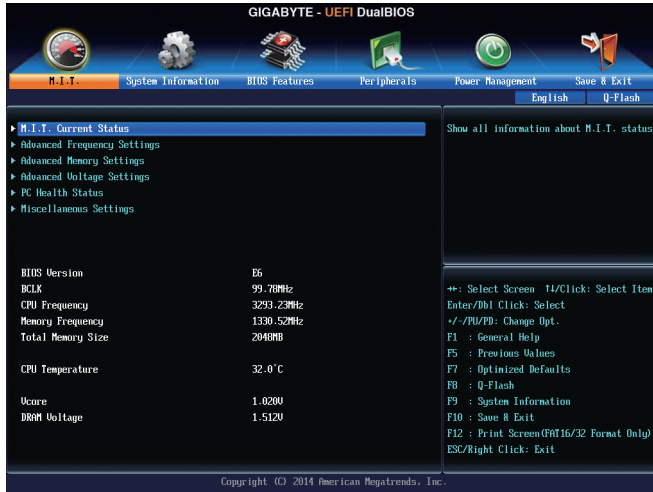 GIGABYTE - UEFI DualBIOS
M.I.T. System Information BIOS Features Peripherals Power Management Save & Exit
English Q-Flash
M.I.T. Current Status
Advanced Frequency Settings
Advanced Memory Settings
Advanced Voltage Settings
PC Health Status
Miscellaneous Settings
Show all information about M.I.T. status
BIOS Version E6
BCLK 99.78MHz
CPU Frequency 3293.23MHz
Memory Frequency 1330.52MHz
Total Memory Size 2048MB
CPU Temperature 32.0°C
Vcore 1.020V
DRAM Voltage 1.512V
→←: Select Screen ↑↓/Click: Select Item
Enter/Dbl Click: Select
+/-/PU/PD: Change Opt.
F1 : General Help
F5 : Previous Values
F7 : Optimized Defaults
F8 : Q-Flash
F9 : System Information
F10 : Save & Exit
F12 : Print Screen(FAT16/32 Format Only)
ESC/Right Click: Exit
Copyright (C) 2014 American Megatrends, Inc.